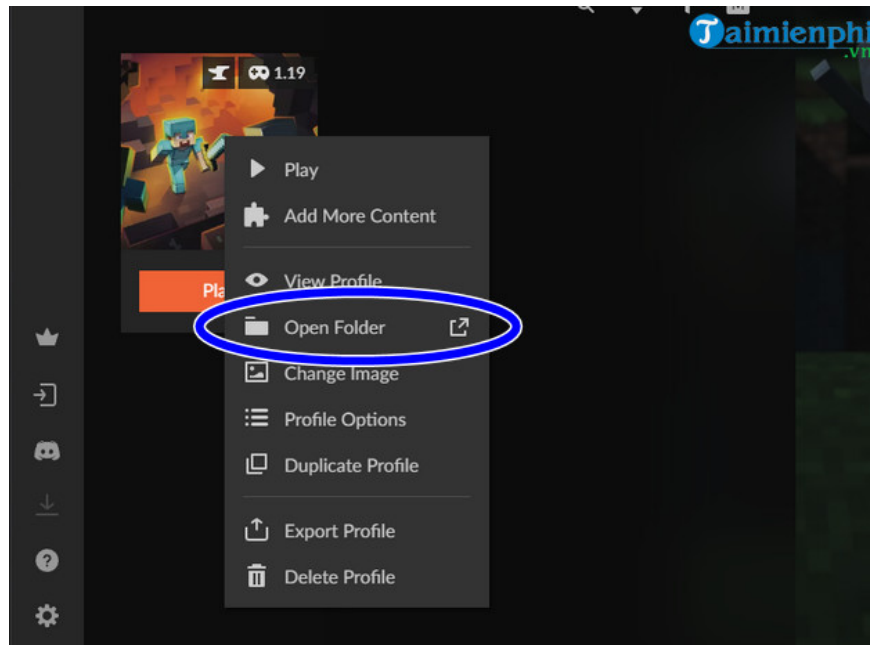 Taimienphi
.vn
1.19
Play
Add More Content
View Profile
Pla
Open Folder
Change Image
Profile Options
Duplicate Profile
Export Profile
Delete Profile